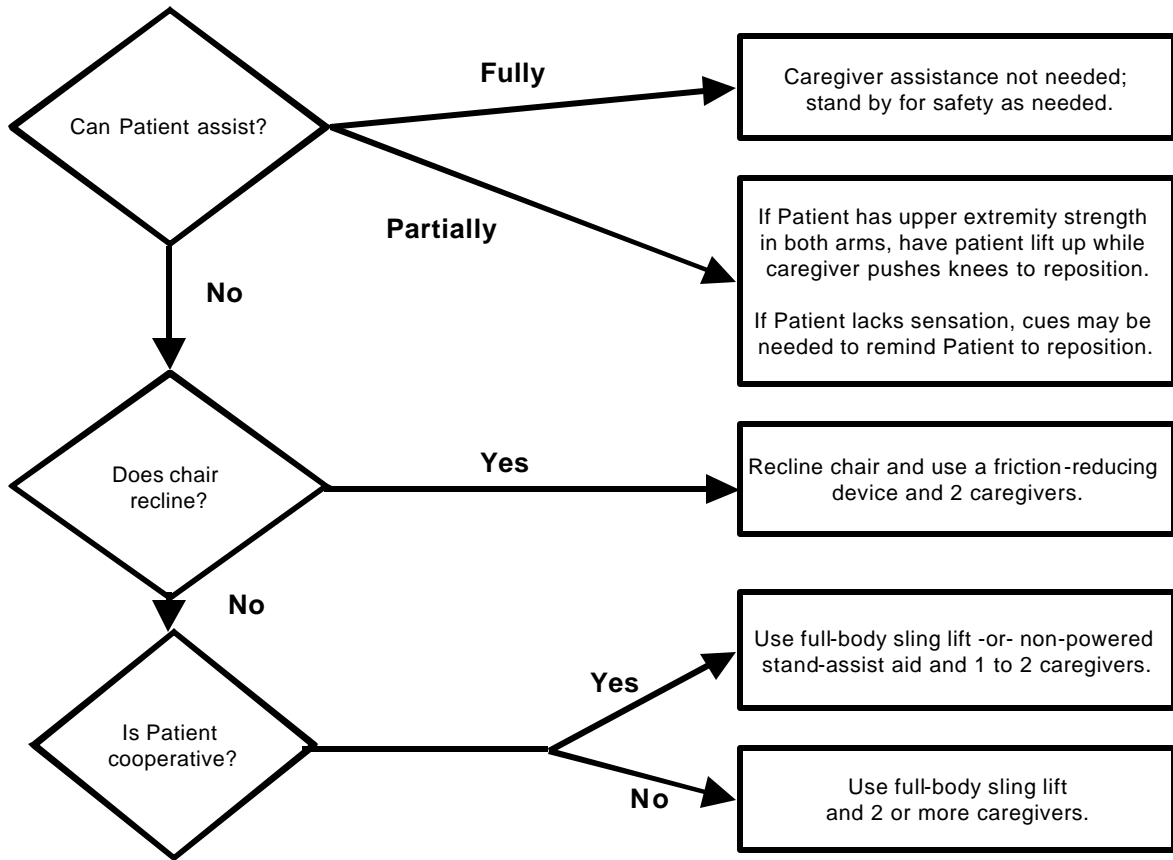 Can Patient assist?
Fully
Caregiver assistance not needed;
stand by for safety as needed.
Partially
If Patient has upper extremity strength
in both arms, have patient lift up while
caregiver pushes knees to reposition.
If Patient lacks sensation, cues may be
needed to remind Patient to reposition.
No
Does chair
recline?
Yes
Recline chair and use a friction-reducing
device and 2 caregivers.
No
Is Patient
cooperative?
Yes
Use full-body sling lift -or- non-powered
stand-assist aid and 1 to 2 caregivers.
No
Use full-body sling lift
and 2 or more caregivers.